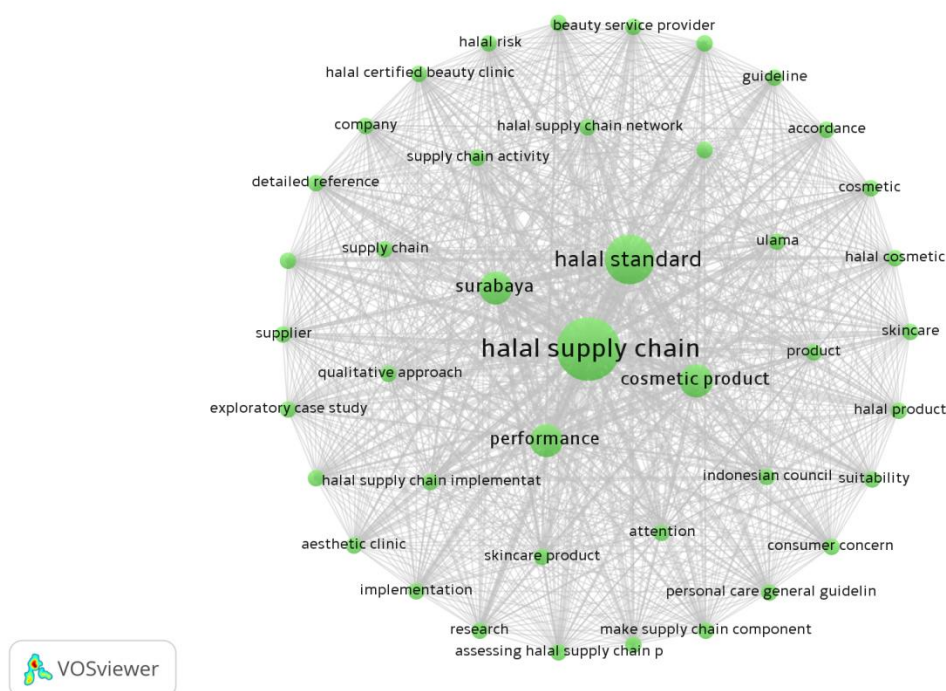 beauty service provider
halal risk
halal certified beauty clinic
guideline
company
halal supply chain network
accordance
supply chain activity
detailed reference
cosmetic
supply chain
ulama
halal standard
halal cosmetic
surabaya
supplier
skincare
halal supply chain
product
qualitative approach
cosmetic product
exploratory case study
halal product
performance
halal supply chain implementat
indonesian council
suitability
attention
aesthetic clinic
skincare product
consumer concern
implementation
personal care general guidelin
research
make supply chain component
assessing halal supply chain p
VOSviewer